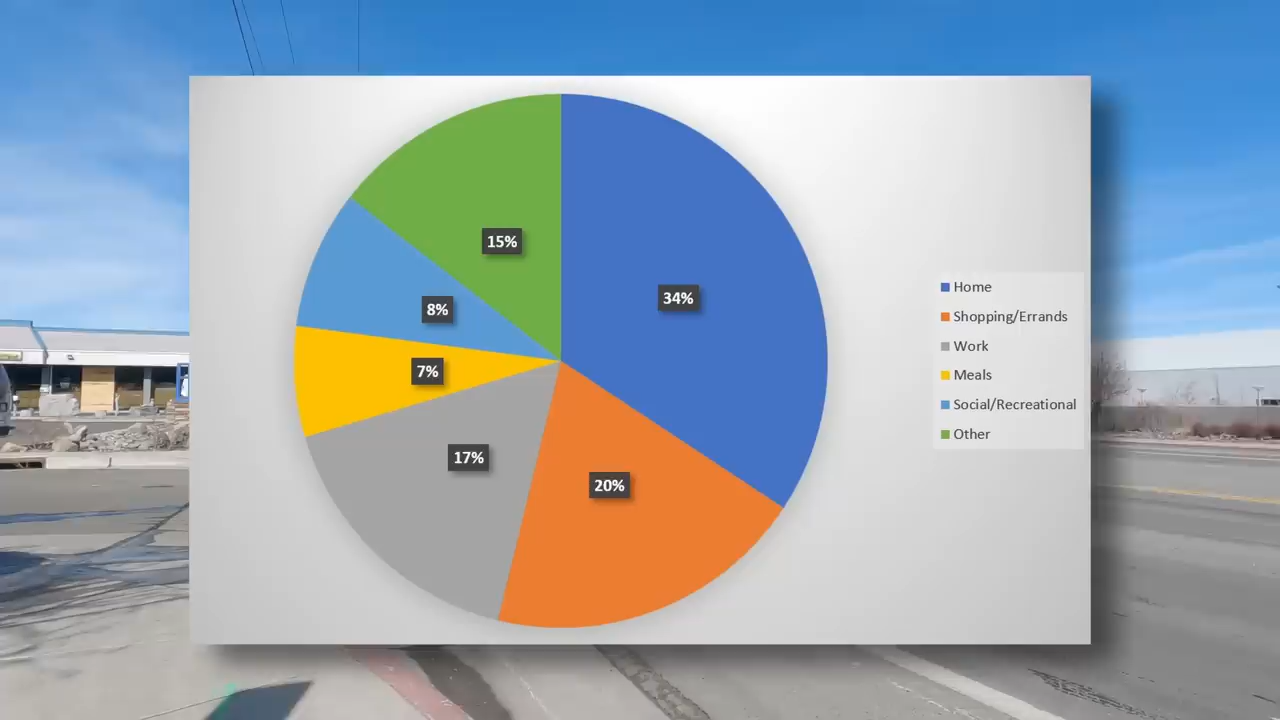 15%
34%
8%
7%
17%
20%
Home
Shopping/Errands
Work
Meals
Social/Recreational
Other